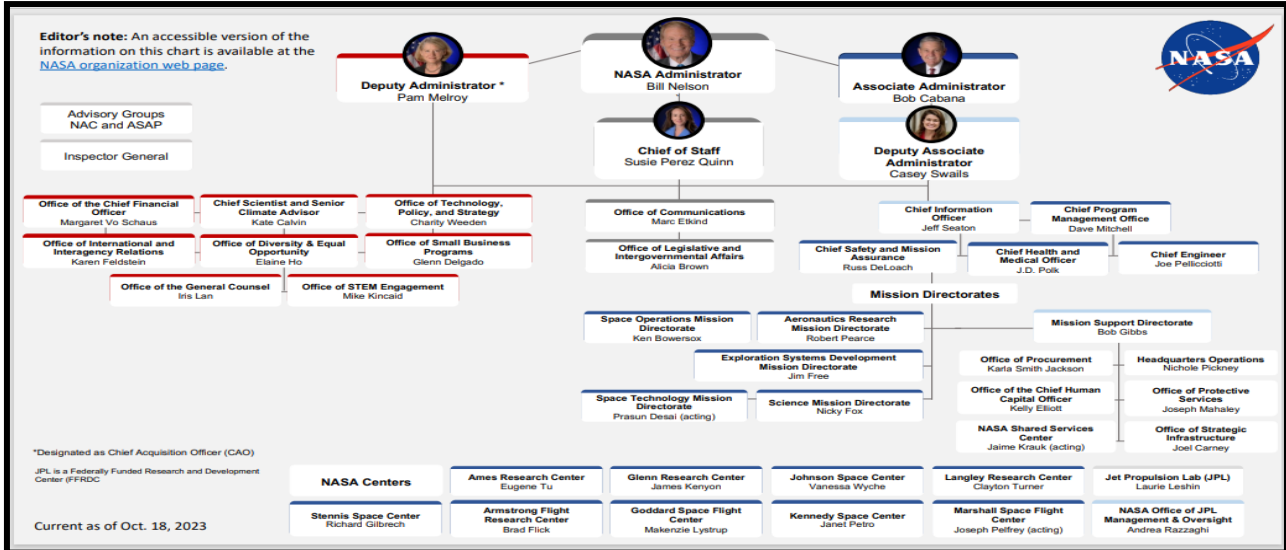 Editor's note: An accessible version of the
information on this chart is available at the
NASA organization web page.
NASA
Deputy Administrator *
Pam Melroy
NASA Administrator
Bill Nelson
Associate Administrator
Bob Cabana
Advisory Groups
NAC and ASAP
Inspector General
Chief of Staff
Susie Perez Quinn
Deputy Associate
Administrator
Casey Swails
Office of the Chief Financial
Officer
Margaret Vo Schaus
Chief Scientist and Senior
Climate Advisor
Kate Calvin
Office of Technology,
Policy, and Strategy
Charity Weeden
Office of International and
Interagency Relations
Karen Feldstein
Office of Diversity & Equal
Opportunity
Elaine Ho
Office of Small Business
Programs
Glenn Delgado
Office of the General Counsel
Iris Lan
Office of STEM Engagement
Mike Kincaid
Office of Communications
Marc Etkind
Office of Legislative and
Intergovernmental Affairs
Alicia Brown
Chief Information
Officer
Jeff Seaton
Chief Program
Management Office
Dave Mitchell
Chief Safety and Mission
Assurance
Russ DeLoach
Chief Health and
Medical Officer
J.D. Polk
Chief Engineer
Joe Pellicciotti
Mission Directorates
Space Operations Mission
Directorate
Ken Bowersox
Aeronautics Research
Mission Directorate
Robert Pearce
Mission Support Directorate
Bob Gibbs
Exploration Systems Development
Mission Directorate
Jim Free
Space Technology Mission
Directorate
Prasun Desai (acting)
Science Mission Directorate
Nicky Fox
Office of Procurement
Karla Smith Jackson
Headquarters Operations
Nichole Pickney
Office of the Chief Human
Capital Officer
Kelly Elliott
Office of Protective
Services
Joseph Mahaley
NASA Shared Services
Center
Jaime Krauk (acting)
Office of Strategic
Infrastructure
Joel Carney
*Designated as Chief Acquisition Officer (CAO)
JPL is a Federally Funded Research and Development
Center (FFRDC
Current as of Oct. 18, 2023
NASA Centers
Ames Research Center
Eugene Tu
Glenn Research Center
James Kenyon
Johnson Space Center
Vanessa Wyche
Langley Research Center
Clayton Turner
Jet Propulsion Lab (JPL)
Laurie Leshin
Stennis Space Center
Richard Gilbrech
Armstrong Flight
Research Center
Brad Flick
Goddard Space Flight
Center
Makenzie Lystrup
Kennedy Space Center
Janet Petro
Marshall Space Flight
Center
Joseph Pelfrey (acting)
NASA Office of JPL
Management & Oversight
Andrea Razzaghi